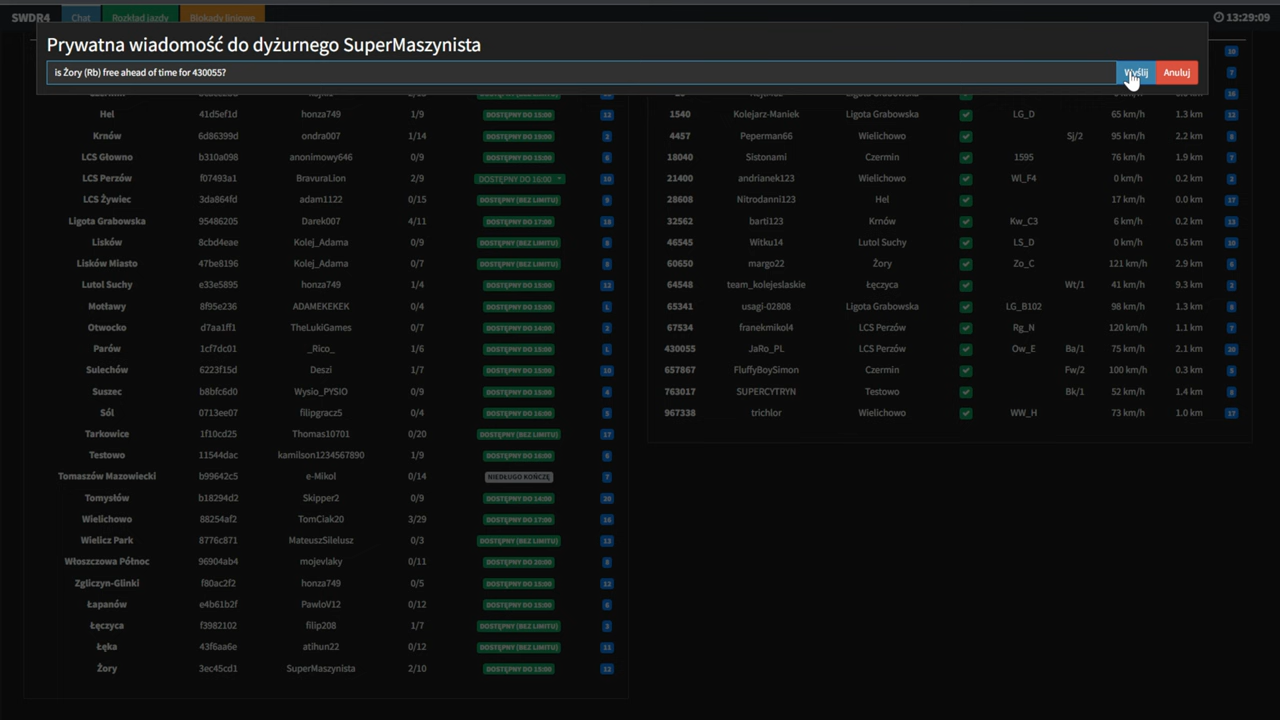 SWDR4 Chat Rozkład jazdy Blokady liniowe 13:29:09
Prywatna wiadomość do dyżurnego SuperMaszynista
is Żory (Rb) free ahead of time for 430055? Wyślij Anuluj
Hel 41d5ef1d honza749 1/9 DOSTĘPNY DO 15:00 12
Krnów 6d86399d ondra007 1/14 DOSTĘPNY DO 19:00 2
LCS Głowno b310a098 anonimowy646 0/9 DOSTĘPNY DO 15:00 6
LCS Perzów f07493a1 BravuraLion 2/9 DOSTĘPNY DO 16:00 10
LCS Żywiec 3da864fd adam1122 0/15 DOSTĘPNY (BEZ LIMITU) 9
Ligota Grabowska 95486205 Darek007 4/11 DOSTĘPNY DO 17:00 16
Lisków 8cbd4eae Kolej_Adama 0/9 DOSTĘPNY (BEZ LIMITU) 8
Lisków Miasto 47be8196 Kolej_Adama 0/7 DOSTĘPNY (BEZ LIMITU) 8
Lutol Suchy e33e5895 honza749 1/4 DOSTĘPNY DO 15:00 12
Motławy 8f95e236 ADAMEKEKEK 0/4 DOSTĘPNY DO 15:00 L
Otwocko d7aa1ff1 TheLukiGames 0/7 DOSTĘPNY DO 14:00 2
Parów 1cf7dc01 _Rico_ 1/6 DOSTĘPNY DO 15:00 L
Sulechów 6223f15d Deszi 1/7 DOSTĘPNY DO 15:00 10
Suszec b8bfc6d0 Wysio_PYSIO 0/9 DOSTĘPNY DO 15:00 4
Sól 0713ee07 filipgracz5 0/4 DOSTĘPNY DO 16:00 5
Tarkowice 1f10cd25 Thomas10701 0/20 DOSTĘPNY (BEZ LIMITU) 17
Testowo 11544dac kamilson1234567890 1/9 DOSTĘPNY DO 16:00 6
Tomaszów Mazowiecki b99642c5 e-Mikol 0/14 NIEDŁUGO KOŃCZĘ 7
Tomysłów b18294d2 Skipper2 0/9 DOSTĘPNY DO 14:00 20
Wielichowo 88254af2 TomCiak20 3/29 DOSTĘPNY DO 17:00 16
Wielicz Park 8776c871 MateuszSilelusz 0/3 DOSTĘPNY (BEZ LIMITU) 13
Włoszczowa Północ 96904ab4 mojevlaky 0/11 DOSTĘPNY DO 20:00 8
Zgliczyn-Glinki f80ac2f2 honza749 0/5 DOSTĘPNY DO 15:00 12
Łapanów e4b61b2f PawloV12 0/12 DOSTĘPNY DO 15:00 6
Łęczyca f3982102 filip208 1/7 DOSTĘPNY (BEZ LIMITU) 3
Łęka 43f6aa6e atihun22 0/12 DOSTĘPNY (BEZ LIMITU) 11
Żory 3ec45cd1 SuperMaszynista 2/10 DOSTĘPNY DO 15:00 12
10
7
16
1540 Kolejarz-Maniek Ligota Grabowska LG_D 65 km/h 1.3 km 12
4457 Peperman66 Wielichowo Sj/2 95 km/h 2.2 km 8
18040 Sistonami Czermin 1595 76 km/h 1.9 km 7
21400 andrianek123 Wielichowo Wl_F4 0 km/h 0.2 km 2
28608 Nitrodanni123 Hel 17 km/h 0.0 km 17
32562 barti123 Krnów Kw_C3 6 km/h 0.2 km 13
46545 Witku14 Lutol Suchy LS_D 0 km/h 0.5 km 10
60650 margo22 Żory Zo_C 121 km/h 2.9 km 6
64548 team_kolejeslaskie Łęczyca Wt/1 41 km/h 9.3 km 2
65341 usagi-02808 Ligota Grabowska LG_B102 98 km/h 1.3 km 8
67534 franekmikol4 LCS Perzów Rg_N 120 km/h 1.1 km 7
430055 JaRo_PL LCS Perzów Ow_E Ba/1 75 km/h 2.1 km 20
657867 FluffyBoySimon Czermin Fw/2 100 km/h 0.3 km 5
763017 SUPERCYTRYN Testowo Bk/1 52 km/h 1.4 km 8
967338 trichlor Wielichowo WW_H 73 km/h 1.0 km 17